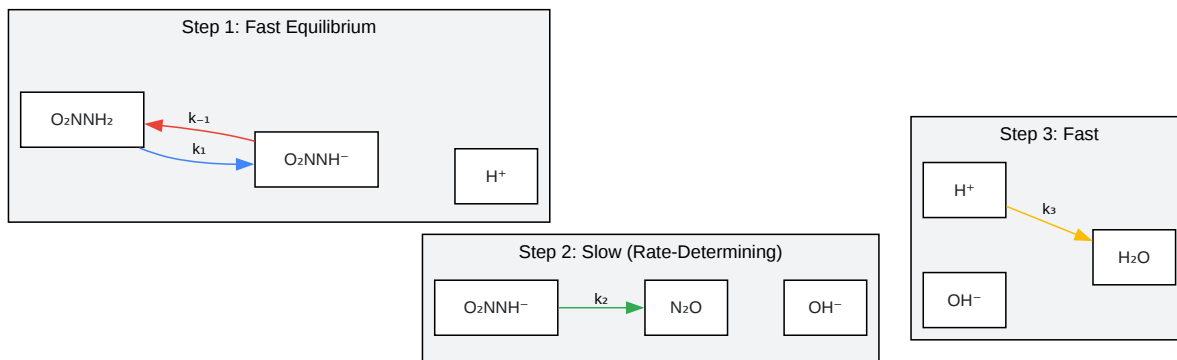 Step 1: Fast Equilibrium
O₂NNH₂
k₋₁
k₁
O₂NNH⁻
H⁺
Step 2: Slow (Rate-Determining)
O₂NNH⁻
k₂
N₂O
OH⁻
Step 3: Fast
H⁺
k₃
H₂O
OH⁻